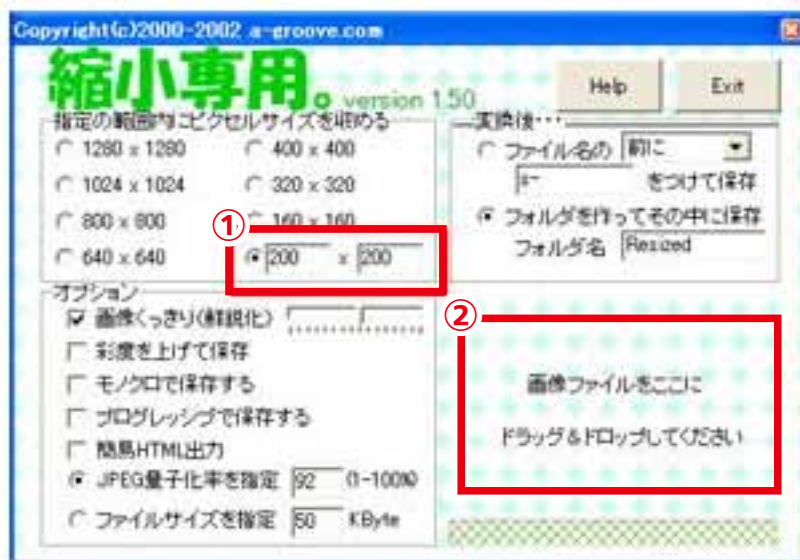 Copyright(c)2000-2002 a-groove.com
縮小専用。version 1.50
Help
Exit
指定の範囲内にピクセルサイズを収める
1280 x 1280
400 x 400
1024 x 1024
320 x 320
800 x 800
160 x 160
640 x 640
①
200 x 200
変換後・・・
ファイル名の 前に
s-
をつけて保存
フォルダを作ってその中に保存
フォルダ名 Resized
オプション
画像くっきり(鮮鋭化)
彩度を上げて保存
モノクロで保存する
プログレッシブで保存する
簡易HTML出力
JPEG量子化率を指定 92 (1-100%)
ファイルサイズを指定 50 KByte
②
画像ファイルをここに
ドラッグ&ドロップしてください